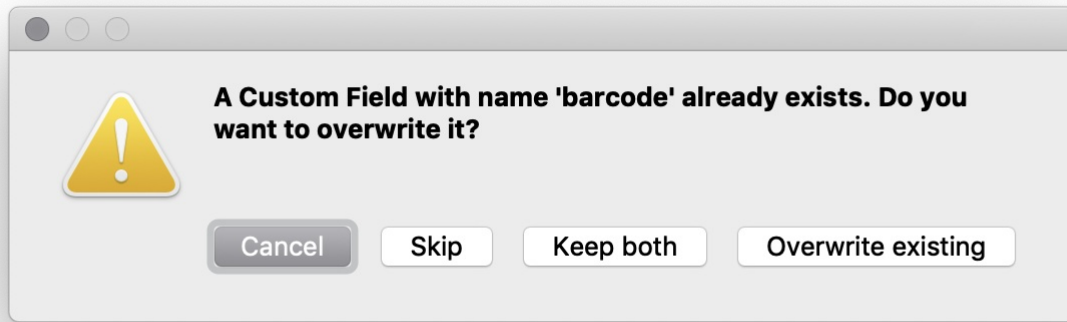 A Custom Field with name 'barcode' already exists. Do you
want to overwrite it?
Cancel Skip Keep both Overwrite existing